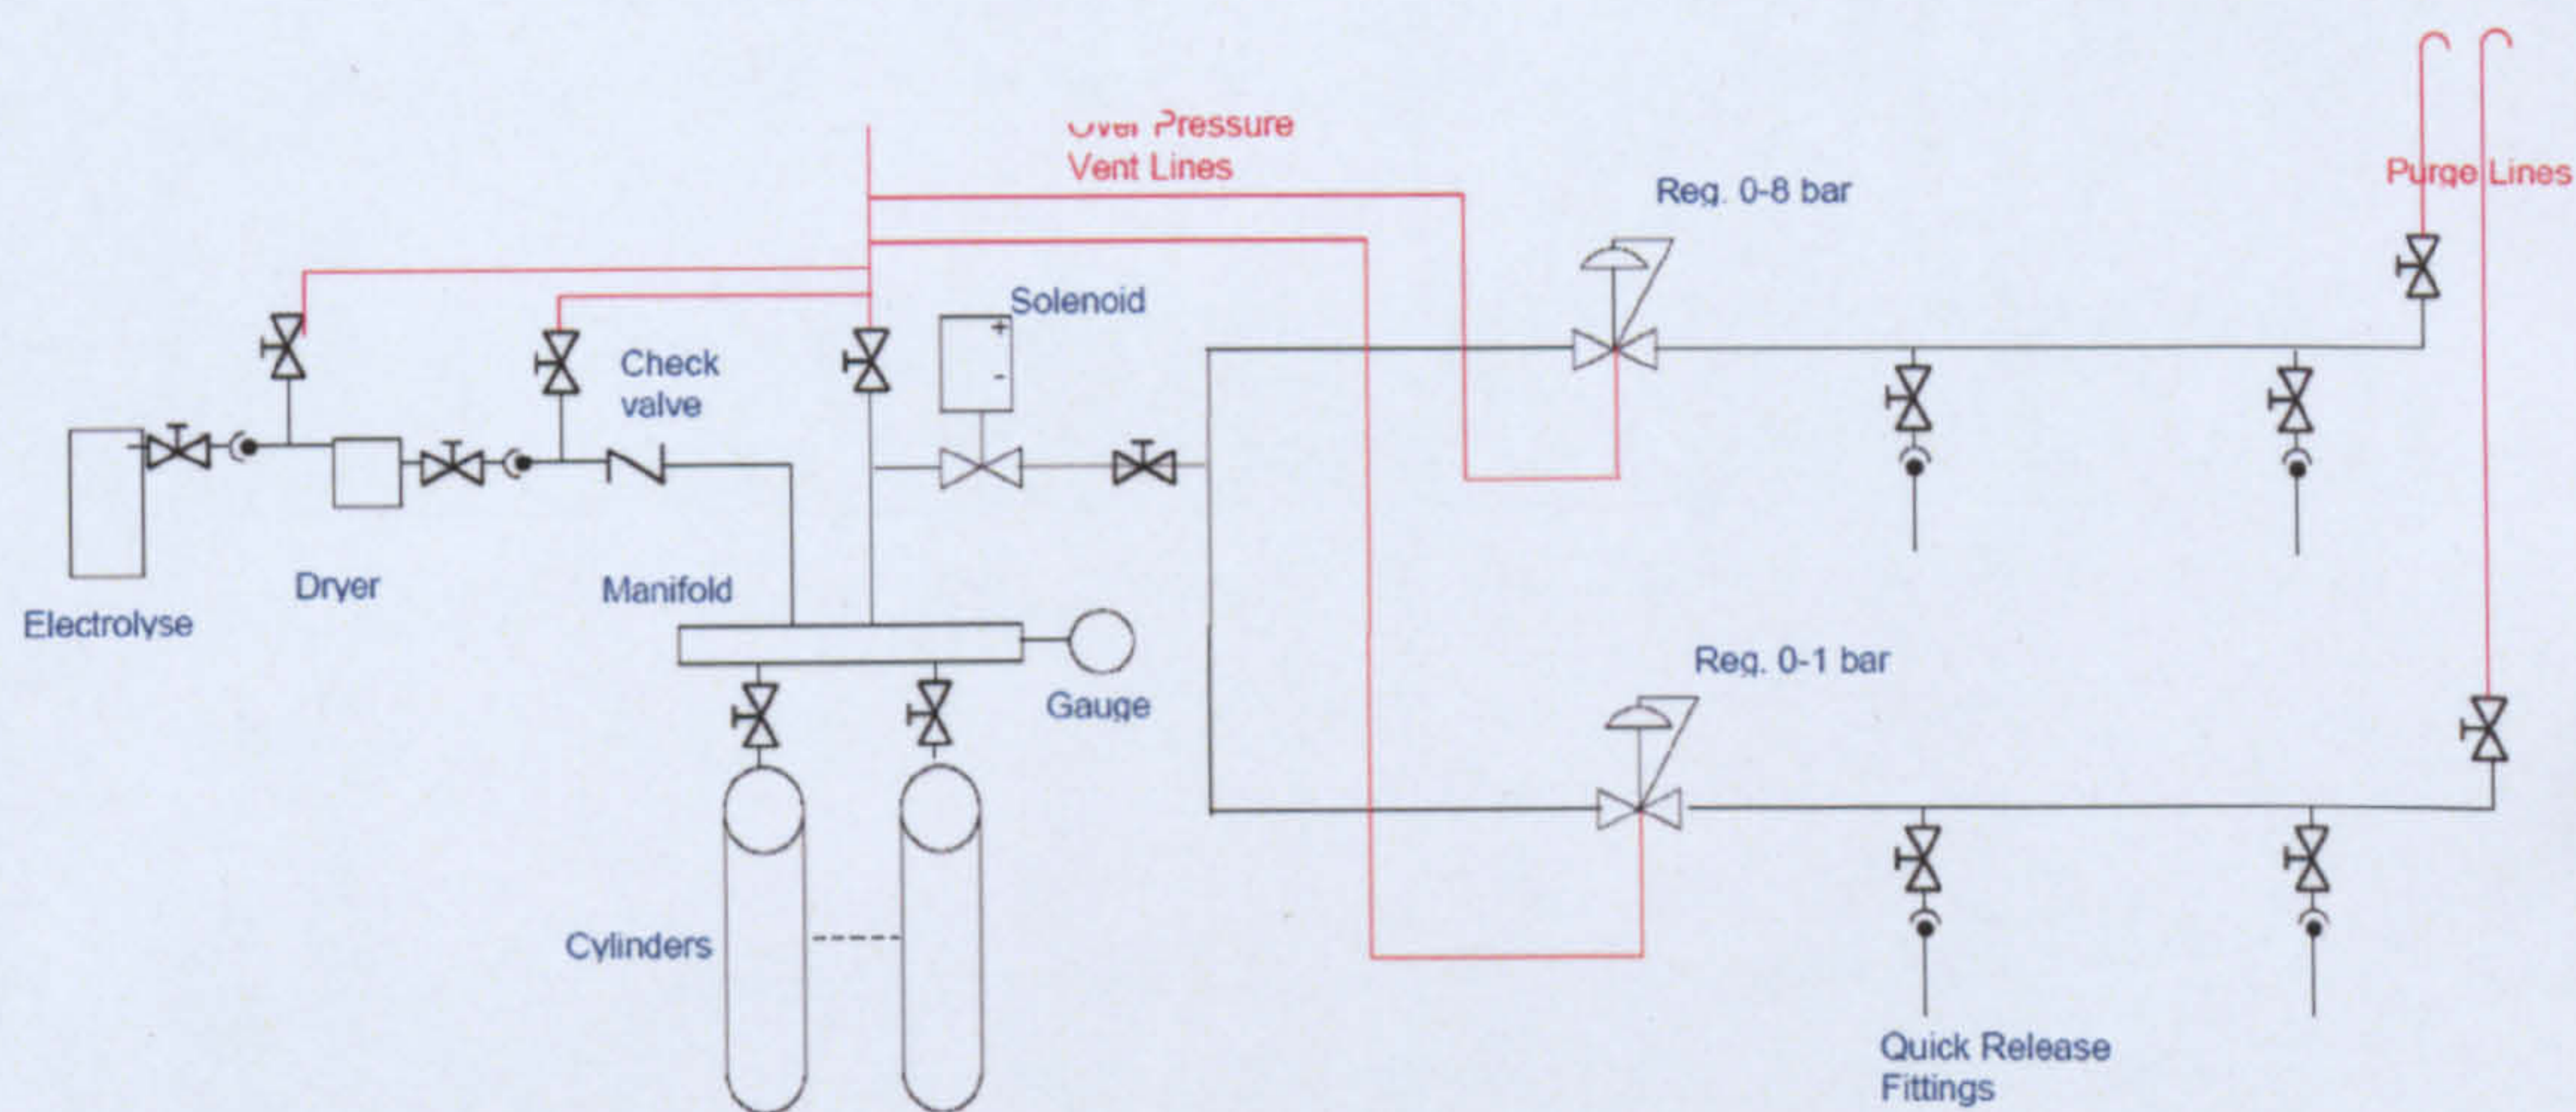 Over Pressure
Vent Lines
Purge Lines
Reg. 0-8 bar
Solenoid
+
-
Check
valve
Dryer
Manifold
Electrolyse
Reg. 0-1 bar
Gauge
Cylinders
Quick Release
Fittings